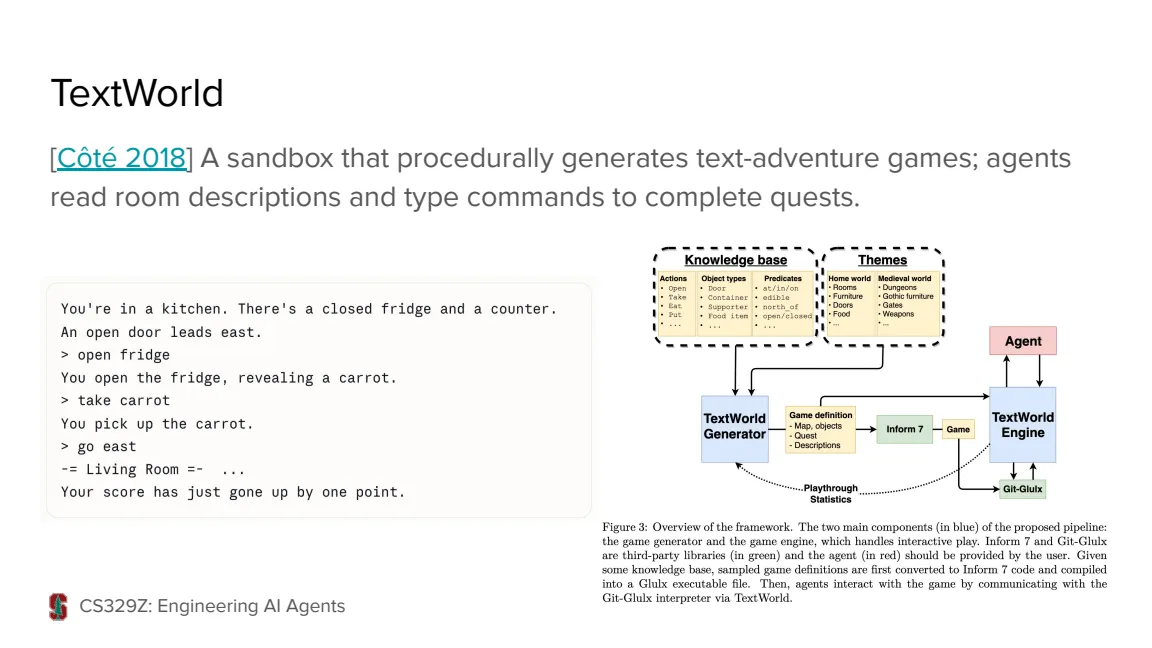 TextWorld
[Côté 2018] A sandbox that procedurally generates text-adventure games; agents
read room descriptions and type commands to complete quests.
You're in a kitchen. There's a closed fridge and a counter.
An open door leads east.
> open fridge
You open the fridge, revealing a carrot.
> take carrot
You pick up the carrot.
> go east
-= Living Room =-  ...
Your score has just gone up by one point.
Knowledge base
Actions
• Open
• Take
• Eat
• Put
• ...
Object types
• Door
• Container
• Supporter
• Food item
• ...
Predicates
• at/in/on
• edible
• north_of
• open/closed
• ...
Themes
Home world
• Rooms
• Furniture
• Doors
• Food
• ...
Medieval world
• Dungeons
• Gothic furniture
• Gates
• Weapons
• ...
Agent
TextWorld
Generator
Game definition
- Map, objects
- Quest
- Descriptions
Inform 7
Game
TextWorld
Engine
Playthrough
Statistics
Git-Glulx
Figure 3: Overview of the framework. The two main components (in blue) of the proposed pipeline:
the game generator and the game engine, which handles interactive play. Inform 7 and Git-Glulx
are third-party libraries (in green) and the agent (in red) should be provided by the user. Given
some knowledge base, sampled game definitions are first converted to Inform 7 code and compiled
into a Glulx executable file. Then, agents interact with the game by communicating with the
Git-Glulx interpreter via TextWorld.
CS329Z: Engineering AI Agents